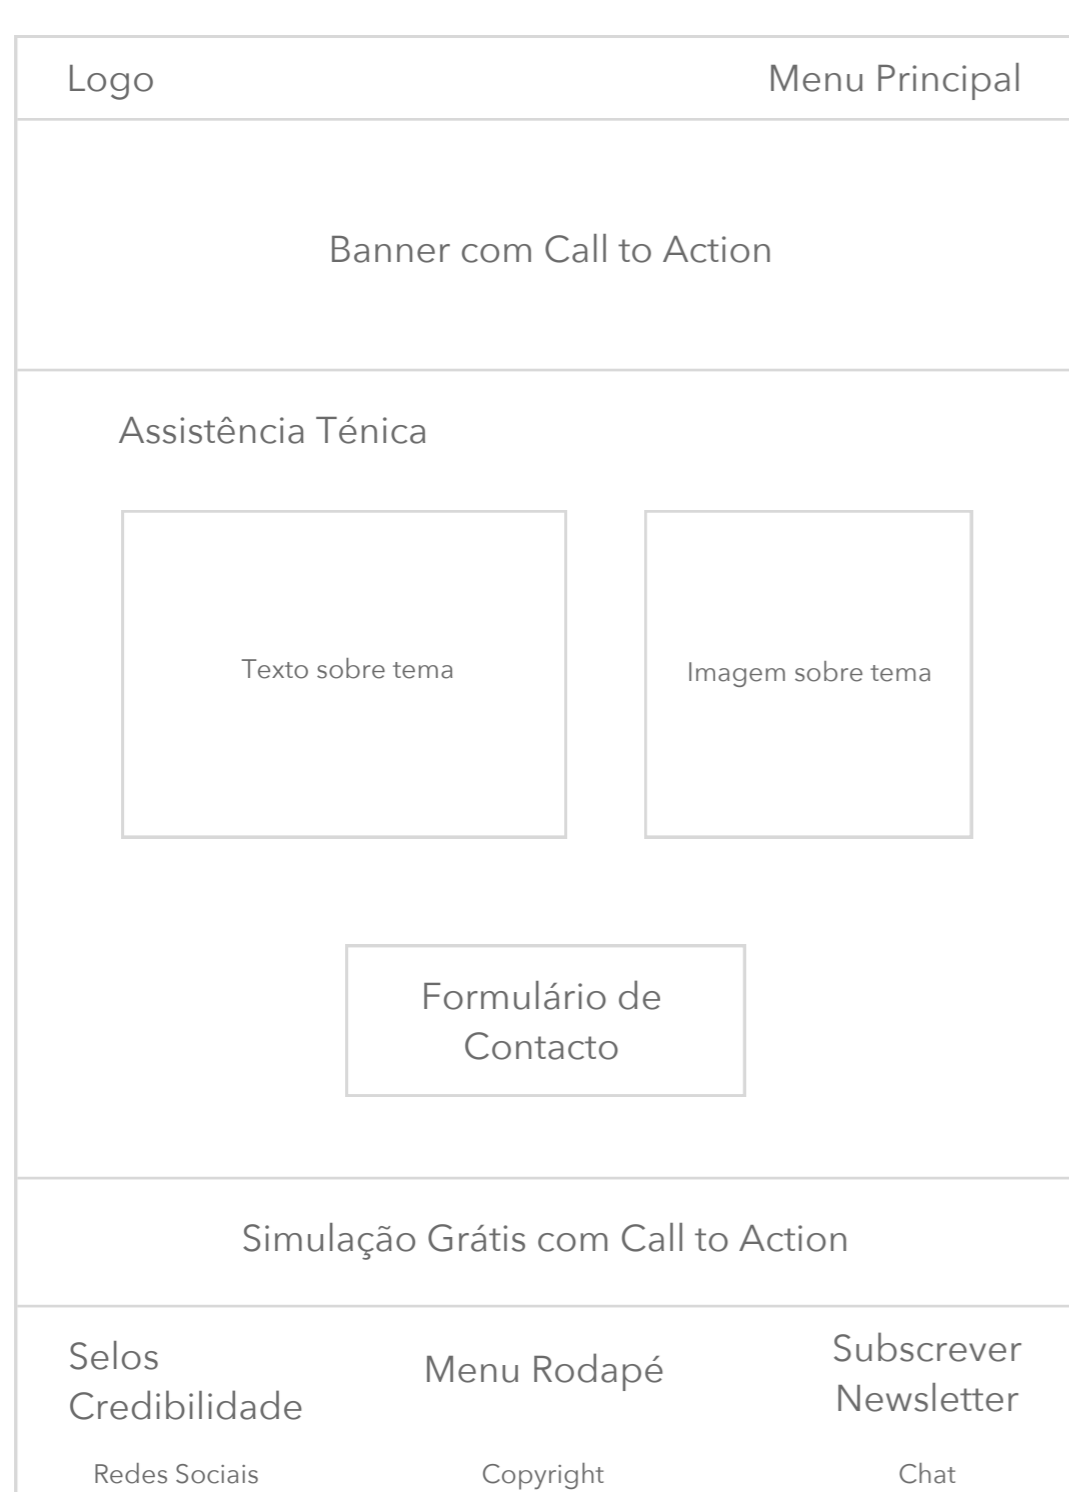 Logo
Menu Principal
Banner com Call to Action
Assistência Ténica
Texto sobre tema
Imagem sobre tema
Formulário de
Contacto
Simulação Grátis com Call to Action
Selos
Credibilidade
Menu Rodapé
Subscrever
Newsletter
Redes Sociais
Copyright
Chat